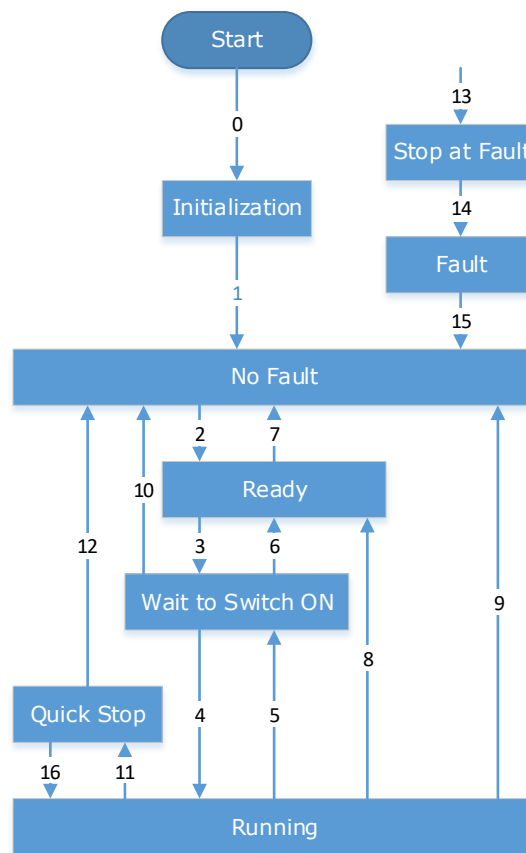 Start
13
0
Stop at Fault
Initialization
14
Fault
1
15
No Fault
2
7
10
Ready
12
3
6
9
Wait to Switch ON
8
Quick Stop
4
5
16
11
Running